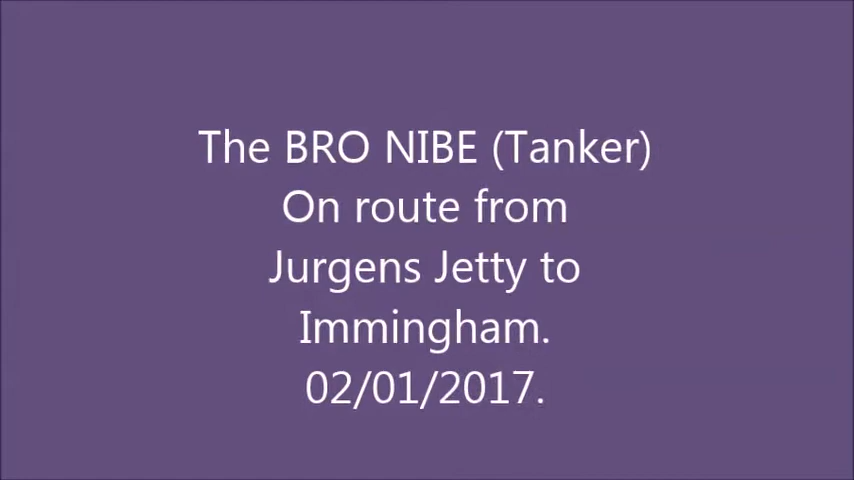 The BRO NIBE (Tanker)
On route from
Jurgens Jetty to
Immingham.
02/01/2017.